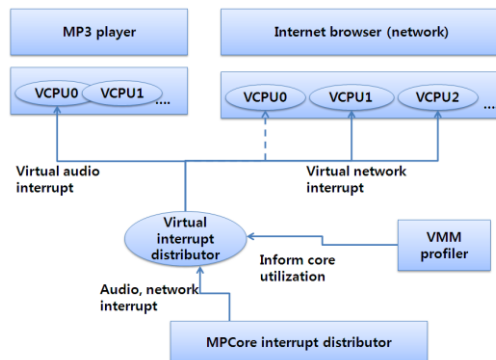 MP3 player
Internet browser (network)
VCPU0
VCPU1
....
VCPU0
VCPU1
VCPU2
...
Virtual audio
interrupt
Virtual network
interrupt
Virtual
interrupt
distributor
VMM
profiler
Inform core
utilization
Audio, network
interrupt
MPCore interrupt distributor